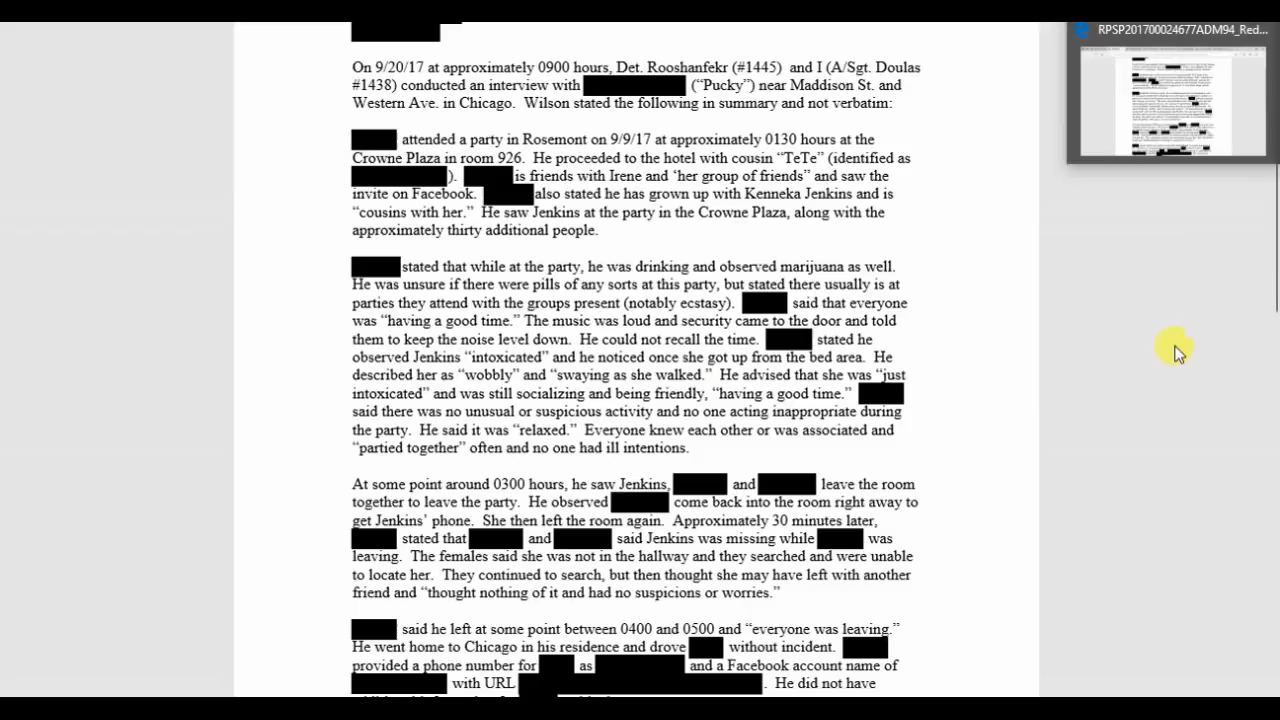 RPSP201700024677ADM94_Red...
On 9/20/17 at approximately 0900 hours, Det. Rooshanfekr (#1445) and I (A/Sgt. Doulas
#1438) conducted an interview with (“Pucky”) near Maddison St. and
Western Ave. in Chicago. Wilson stated the following in summary and not verbatim:
attended a party in Rosemont on 9/9/17 at approximately 0130 hours at the
Crowne Plaza in room 926. He proceeded to the hotel with cousin “TeTe” (identified as
). is friends with Irene and ‘her group of friends” and saw the
invite on Facebook. also stated he has grown up with Kenneka Jenkins and is
“cousins with her.” He saw Jenkins at the party in the Crowne Plaza, along with the
approximately thirty additional people.
stated that while at the party, he was drinking and observed marijuana as well.
He was unsure if there were pills of any sorts at this party, but stated there usually is at
parties they attend with the groups present (notably ecstasy). said that everyone
was “having a good time.” The music was loud and security came to the door and told
them to keep the noise level down. He could not recall the time. stated he
observed Jenkins “intoxicated” and he noticed once she got up from the bed area. He
described her as “wobbly” and “swaying as she walked.” He advised that she was “just
intoxicated” and was still socializing and being friendly, “having a good time.”
said there was no unusual or suspicious activity and no one acting inappropriate during
the party. He said it was “relaxed.” Everyone knew each other or was associated and
“partied together” often and no one had ill intentions.
At some point around 0300 hours, he saw Jenkins, and leave the room
together to leave the party. He observed come back into the room right away to
get Jenkins’ phone. She then left the room again. Approximately 30 minutes later,
stated that and said Jenkins was missing while was
leaving. The females said she was not in the hallway and they searched and were unable
to locate her. They continued to search, but then thought she may have left with another
friend and “thought nothing of it and had no suspicions or worries.”
said he left at some point between 0400 and 0500 and “everyone was leaving.”
He went home to Chicago in his residence and drove without incident.
provided a phone number for as and a Facebook account name of
with URL . He did not have